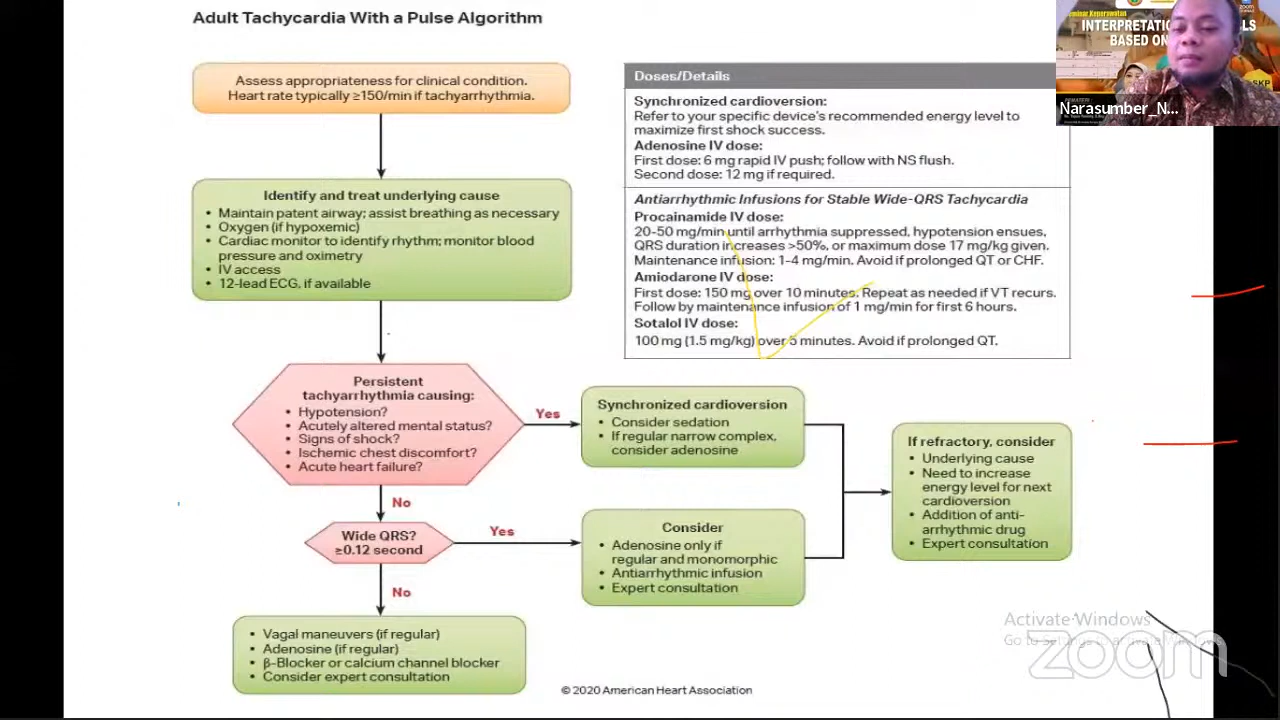 Adult Tachycardia With a Pulse Algorithm
Assess appropriateness for clinical condition.
Heart rate typically ≥150/min if tachyarrhythmia.
Identify and treat underlying cause
• Maintain patent airway; assist breathing as necessary
• Oxygen (if hypoxemic)
• Cardiac monitor to identify rhythm; monitor blood
pressure and oximetry
• IV access
• 12-lead ECG, if available
Persistent
tachyarrhythmia causing:
• Hypotension?
• Acutely altered mental status?
• Signs of shock?
• Ischemic chest discomfort?
• Acute heart failure?
Yes
Synchronized cardioversion
• Consider sedation
• If regular narrow complex,
consider adenosine
No
Wide QRS?
≥0.12 second
Yes
Consider
• Adenosine only if
regular and monomorphic
• Antiarrhythmic infusion
• Expert consultation
If refractory, consider
• Underlying cause
• Need to increase
energy level for next
cardioversion
• Addition of anti-
arrhythmic drug
• Expert consultation
No
• Vagal maneuvers (if regular)
• Adenosine (if regular)
• β-Blocker or calcium channel blocker
• Consider expert consultation
Doses/Details
Synchronized cardioversion:
Refer to your specific device's recommended energy level to
maximize first shock success.
Adenosine IV dose:
First dose: 6 mg rapid IV push; follow with NS flush.
Second dose: 12 mg if required.
Antiarrhythmic Infusions for Stable Wide-QRS Tachycardia
Procainamide IV dose:
20-50 mg/min until arrhythmia suppressed, hypotension ensues,
QRS duration increases >50%, or maximum dose 17 mg/kg given.
Maintenance infusion: 1-4 mg/min. Avoid if prolonged QT or CHF.
Amiodarone IV dose:
First dose: 150 mg over 10 minutes. Repeat as needed if VT recurs.
Follow by maintenance infusion of 1 mg/min for first 6 hours.
Sotalol IV dose:
100 mg (1.5 mg/kg) over 5 minutes. Avoid if prolonged QT.
© 2020 American Heart Association
Keperawatan
zoom
INTERPRETATION
LS
BASED ON
SKP
Narasumber_N...
Activate Windows
Go to Settings to activate Windows.
zoom